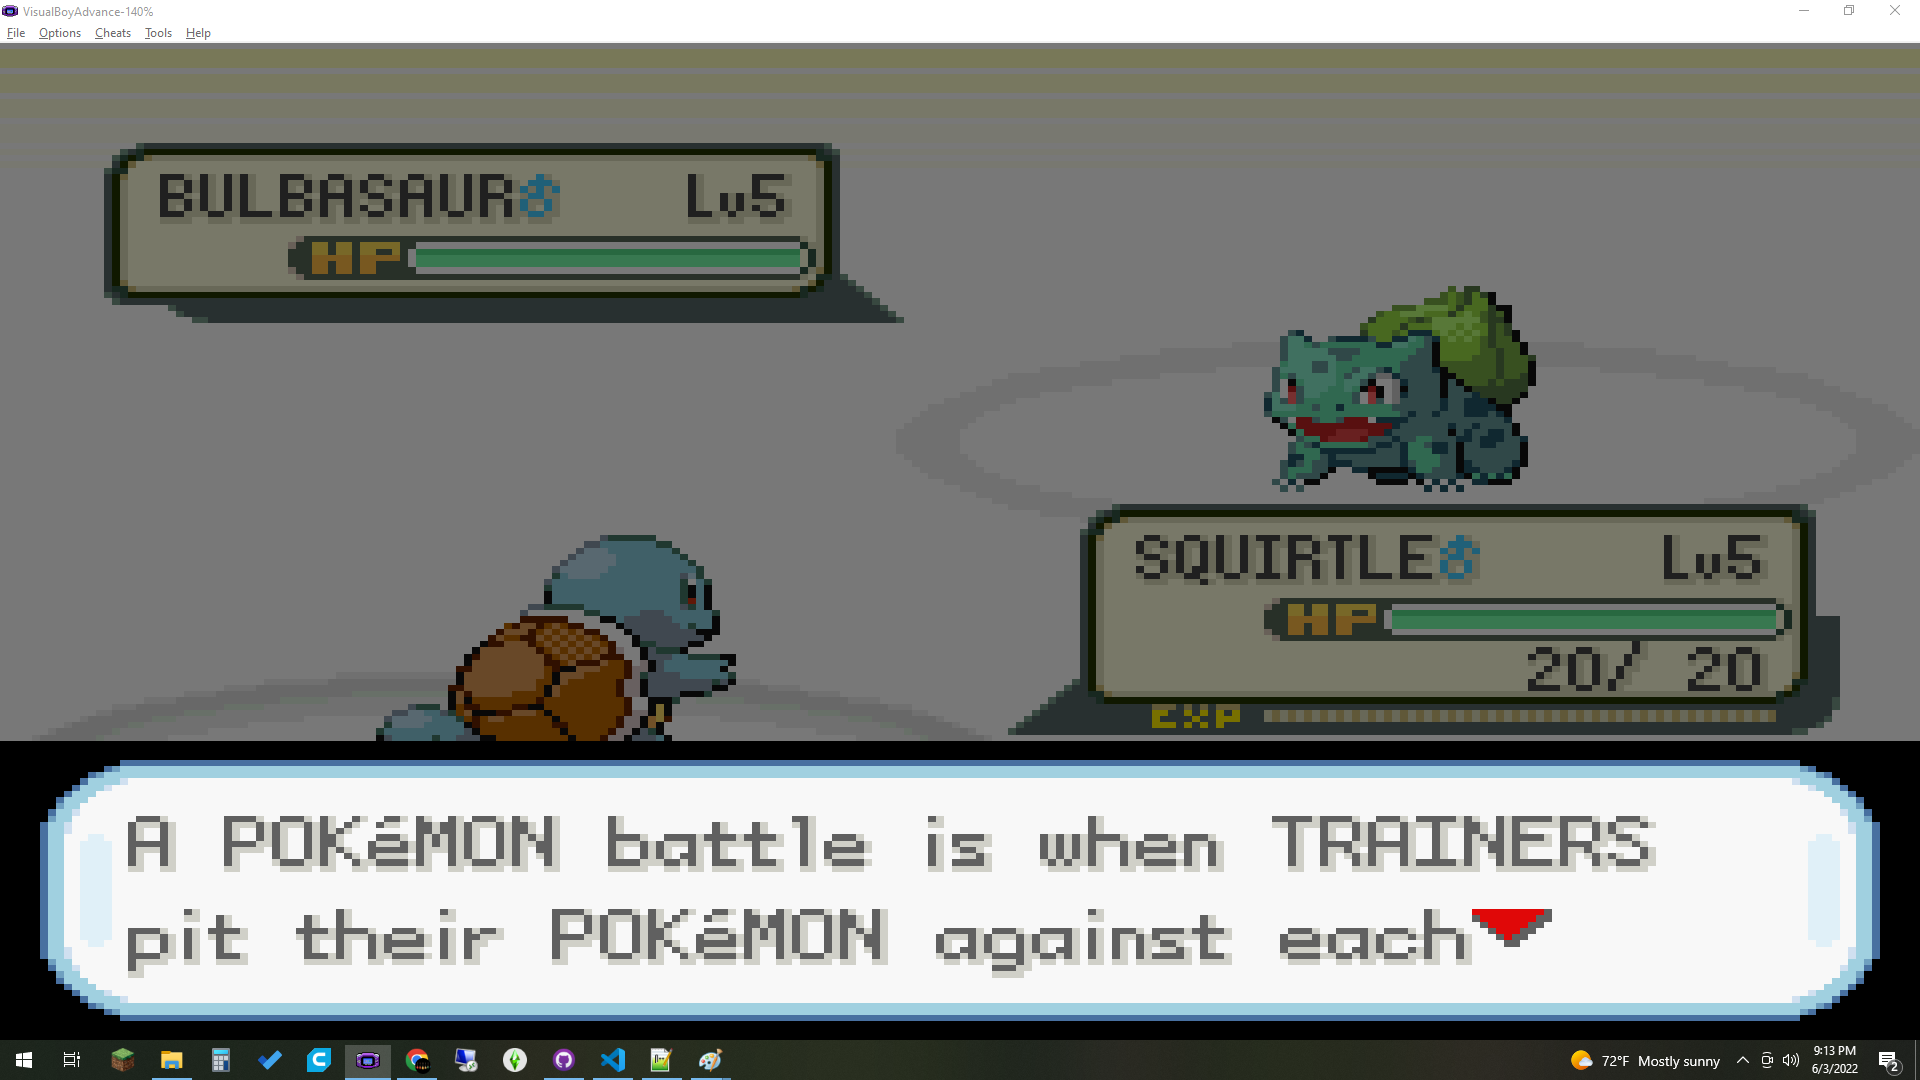 VisualBoyAdvance-140%
File Options Cheats Tools Help
BULBASAUR♂ Lv5
HP
SQUIRTLE♂ Lv5
HP
20/ 20
EXP
A POKéMON battle is when TRAINERS
pit their POKéMON against each
72°F Mostly sunny
9:13 PM
6/3/2022
2